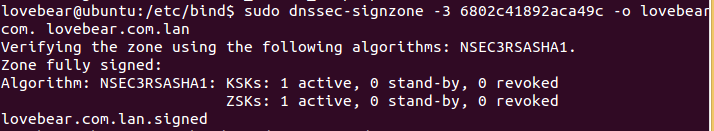 lovebear@ubuntu:/etc/bind$ sudo dnssec-signzone -3 6802c41892aca49c -o lovebear
com. lovebear.com.lan
Verifying the zone using the following algorithms: NSEC3RSASHA1.
Zone fully signed:
Algorithm: NSEC3RSASHA1: KSKs: 1 active, 0 stand-by, 0 revoked
ZSKs: 1 active, 0 stand-by, 0 revoked
lovebear.com.lan.signed